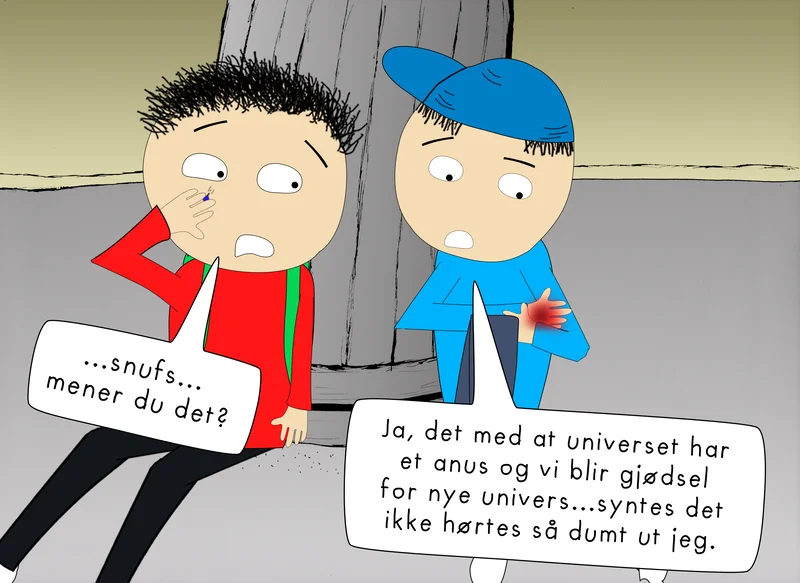 ...snufs...
mener du det?
Ja, det med at universet har
et anus og vi blir gjødsel
for nye univers...syntes det
ikke hørtes så dumt ut jeg.